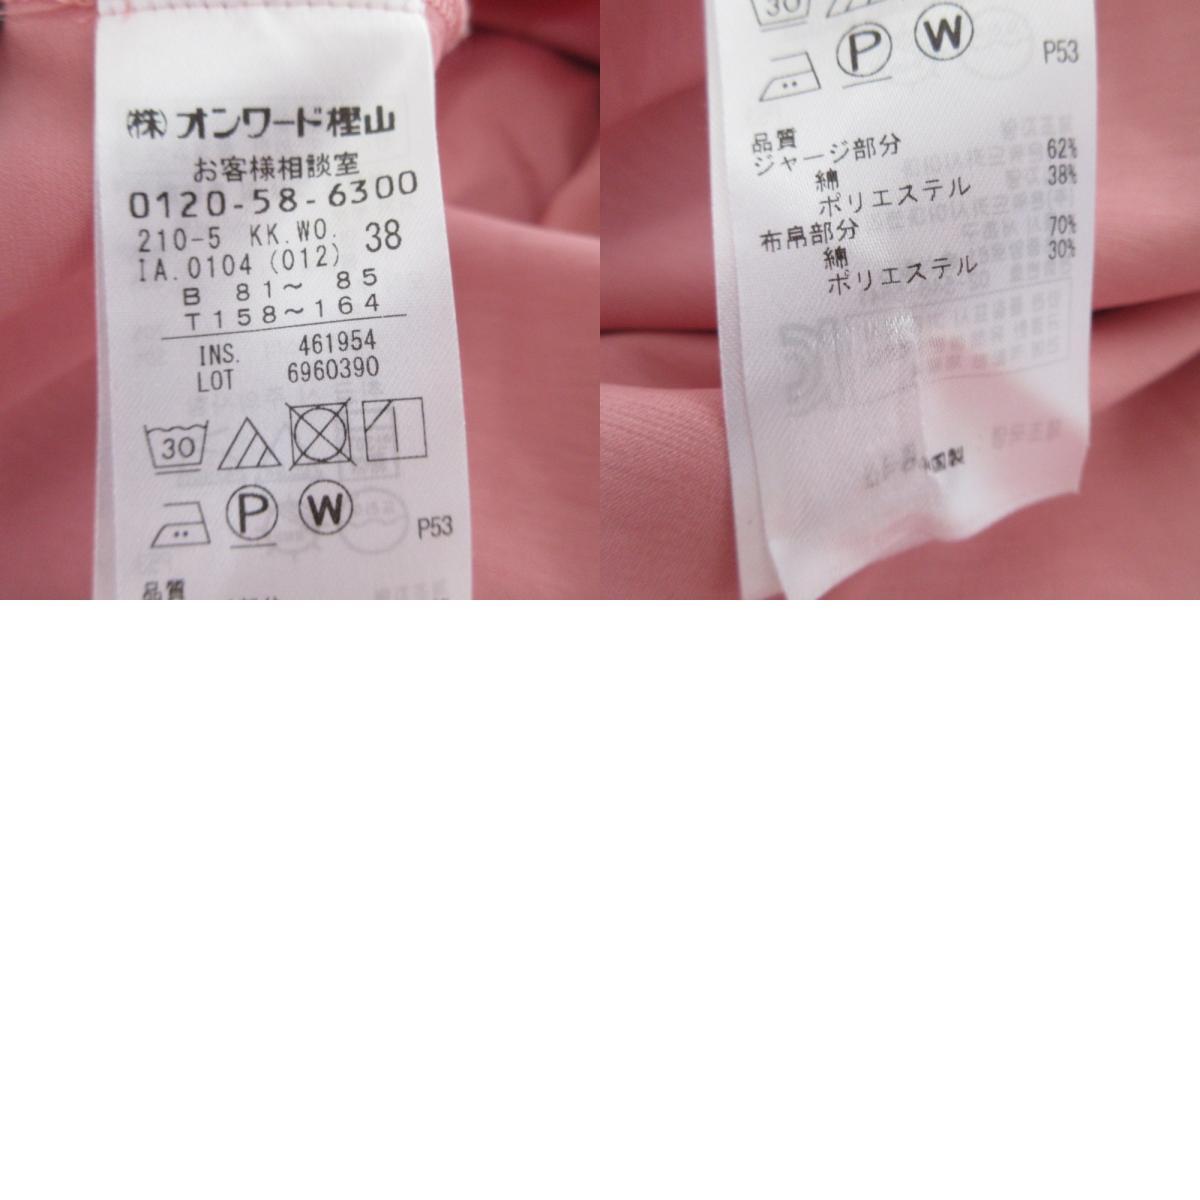 ㈱オンワード樫山
お客様相談室
0120-58-6300
210-5 KK.WO. 38
IA.0104 (012)
B 81～ 85
T158～164
INS. 461954
LOT 6960390
30
P W
P53
品質
30
P W
P53
品質
ジャージ部分
綿 62%
ポリエステル 38%
布帛部分
綿 70%
ポリエステル 30%
国製